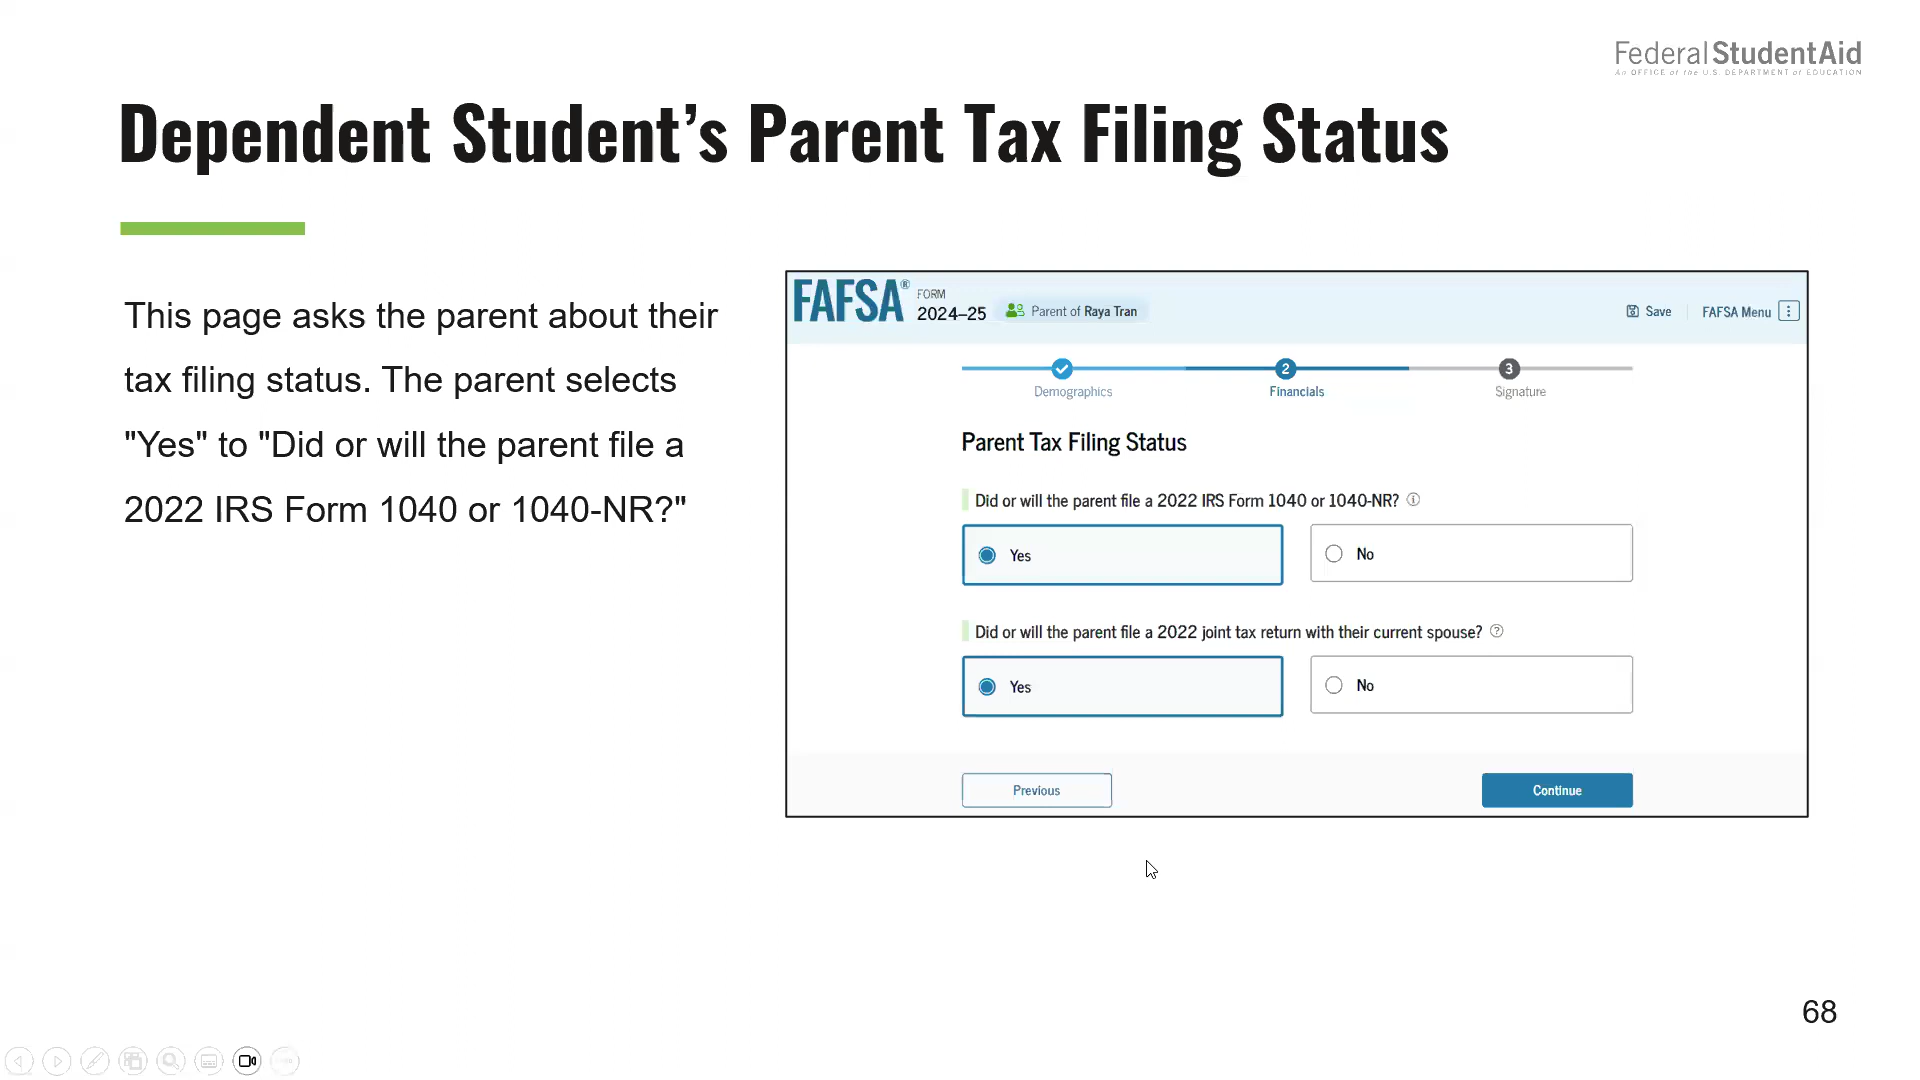 Federal StudentAid
An OFFICE of the U.S. DEPARTMENT of EDUCATION
Dependent Student’s Parent Tax Filing Status
This page asks the parent about their
tax filing status. The parent selects
"Yes" to "Did or will the parent file a
2022 IRS Form 1040 or 1040-NR?"
FAFSA® FORM 2024–25
Parent of Raya Tran
Save
FAFSA Menu
2
3
Demographics
Financials
Signature
Parent Tax Filing Status
Did or will the parent file a 2022 IRS Form 1040 or 1040-NR?
Yes
No
Did or will the parent file a 2022 joint tax return with their current spouse?
Yes
No
Previous
Continue
68